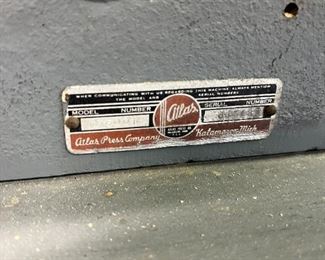 WHEN COMMUNICATING WITH US REGARDING THIS MACHINE ALWAYS MENTION
THE MODEL AND SERIAL NUMBERS
MODEL NUMBER SERIAL NUMBER
Atlas
Atlas Press Company Kalamazoo, Mich